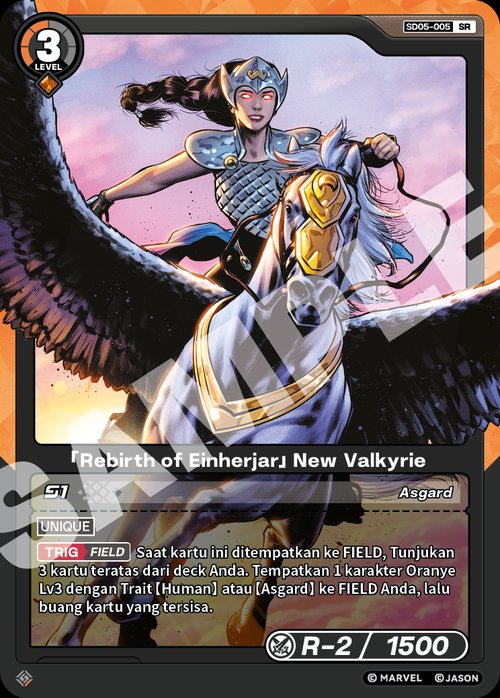 SD05-005 SR
3
LEVEL
「Rebirth of Einherjar」 New Valkyrie
S1
Asgard
UNIQUE
TRIG FIELD Saat kartu ini ditempatkan ke FIELD, Tunjukan
3 kartu teratas dari deck Anda. Tempatkan 1 karakter Oranye
Lv3 dengan Trait【Human】atau【Asgard】ke FIELD Anda, lalu
buang kartu yang tersisa.
R-2 / 1500
© MARVEL ©JASON
SAMPLE